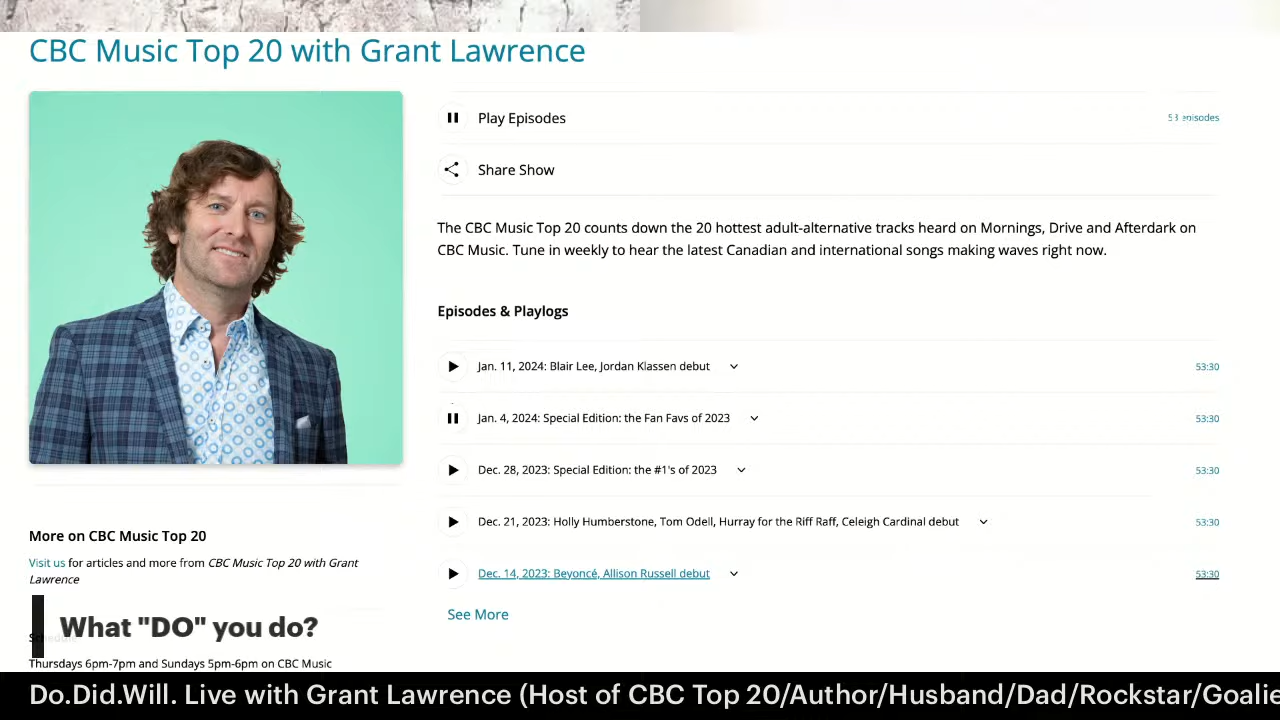 CBC Music Top 20 with Grant Lawrence
Play Episodes
53 episodes
Share Show
The CBC Music Top 20 counts down the 20 hottest adult-alternative tracks heard on Mornings, Drive and Afterdark on
CBC Music. Tune in weekly to hear the latest Canadian and international songs making waves right now.
Episodes & Playlogs
Jan. 11, 2024: Blair Lee, Jordan Klassen debut
53:30
Jan. 4, 2024: Special Edition: the Fan Favs of 2023
53:30
Dec. 28, 2023: Special Edition: the #1's of 2023
53:30
Dec. 21, 2023: Holly Humberstone, Tom Odell, Hurray for the Riff Raff, Celeigh Cardinal debut
53:30
Dec. 14, 2023: Beyoncé, Allison Russell debut
53:30
See More
More on CBC Music Top 20
Visit us for articles and more from CBC Music Top 20 with Grant
Lawrence
What "DO" you do?
Thursdays 6pm-7pm and Sundays 5pm-6pm on CBC Music
Do.Did.Will. Live with Grant Lawrence (Host of CBC Top 20/Author/Husband/Dad/Rockstar/Goalie